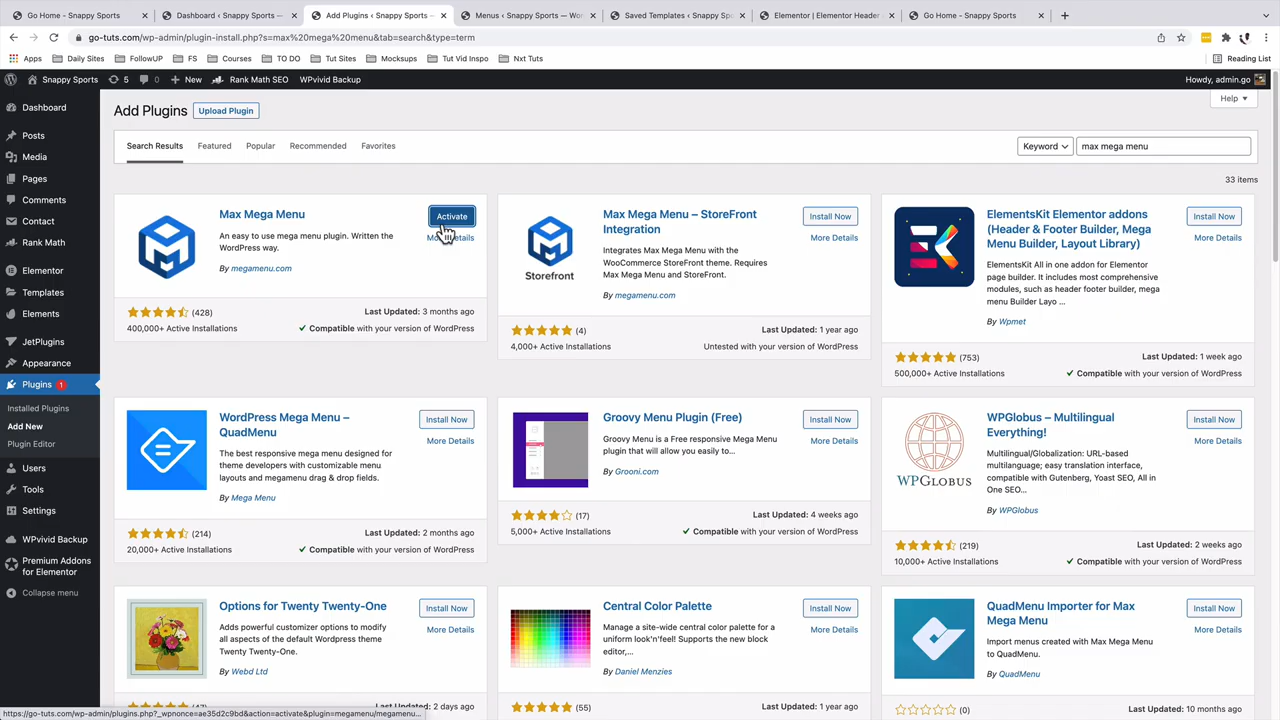 Go Home - Snappy Sports
Dashboard ‹ Snappy Sports —
Add Plugins ‹ Snappy Sports —
Menus ‹ Snappy Sports — Wor
Saved Templates ‹ Snappy Sp
Elementor | Elementor Header
Go Home - Snappy Sports
go-tuts.com/wp-admin/plugin-install.php?s=max%20mega%20menu&tab=search&type=term
Apps
Daily Sites
FollowUP
FS
Courses
TO DO
Tut Sites
Mocksups
Tut Vid Inspo
Nxt Tuts
Reading List
Snappy Sports
5
0
New
Rank Math SEO
WPvivid Backup
Howdy, admin.go
Dashboard
Posts
Media
Pages
Comments
Contact
Rank Math
Elementor
Templates
Elements
JetPlugins
Appearance
Plugins 1
Installed Plugins
Add New
Plugin Editor
Users
Tools
Settings
WPvivid Backup
Premium Addons
for Elementor
Collapse menu
Add Plugins
Upload Plugin
Help
Search Results
Featured
Popular
Recommended
Favorites
Keyword
max mega menu
33 items
Max Mega Menu
Activate
An easy to use mega menu plugin. Written the
WordPress way.
By megamenu.com
(428)
Last Updated: 3 months ago
400,000+ Active Installations
Compatible with your version of WordPress
Storefront
Max Mega Menu – StoreFront
Integration
Install Now
More Details
Integrates Max Mega Menu with the
WooCommerce StoreFront theme. Requires
Max Mega Menu and StoreFront.
By megamenu.com
(4)
Last Updated: 1 year ago
4,000+ Active Installations
Untested with your version of WordPress
ElementsKit Elementor addons
(Header & Footer Builder, Mega
Menu Builder, Layout Library)
Install Now
More Details
ElementsKit All in one addon for Elementor
page builder. It includes most comprehensive
modules, such as header footer builder, mega
menu Builder Layo ...
By Wpmet
(753)
Last Updated: 1 week ago
500,000+ Active Installations
Compatible with your version of WordPress
WordPress Mega Menu –
QuadMenu
Install Now
More Details
The best responsive mega menu designed for
theme developers with customizable menu
layouts and megamenu drag & drop fields.
By Mega Menu
(214)
Last Updated: 2 months ago
20,000+ Active Installations
Compatible with your version of WordPress
Groovy Menu Plugin (Free)
Install Now
More Details
Groovy Menu is a Free responsive Mega Menu
plugin that will allow you easily to...
By Grooni.com
(17)
Last Updated: 4 weeks ago
5,000+ Active Installations
Compatible with your version of WordPress
WPGLOBUS
WPGlobus – Multilingual
Everything!
Install Now
More Details
Multilingual/Globalization: URL-based
multilanguage; easy translation interface,
compatible with Gutenberg, Yoast SEO, All in
One SEO...
By WPGlobus
(219)
Last Updated: 2 weeks ago
10,000+ Active Installations
Compatible with your version of WordPress
Options for Twenty Twenty-One
Install Now
More Details
Adds powerful customizer options to modify
all aspects of the default Wordpress theme
Twenty Twenty-One.
By Webd Ltd
Last Updated: 2 days ago
Central Color Palette
Install Now
More Details
Manage a site-wide central color palette for a
uniform look'n'feel! Supports the new block
editor,...
By Daniel Menzies
(55)
Last Updated: 1 year ago
QuadMenu Importer for Max
Mega Menu
Install Now
More Details
Import menus created with Max Mega Menu
to QuadMenu.
By QuadMenu
(0)
Last Updated: 10 months ago
https://go-tuts.com/wp-admin/plugins.php?_wpnonce=ae35d2c9bd&action=activate&plugin=megamenu/megamenu...